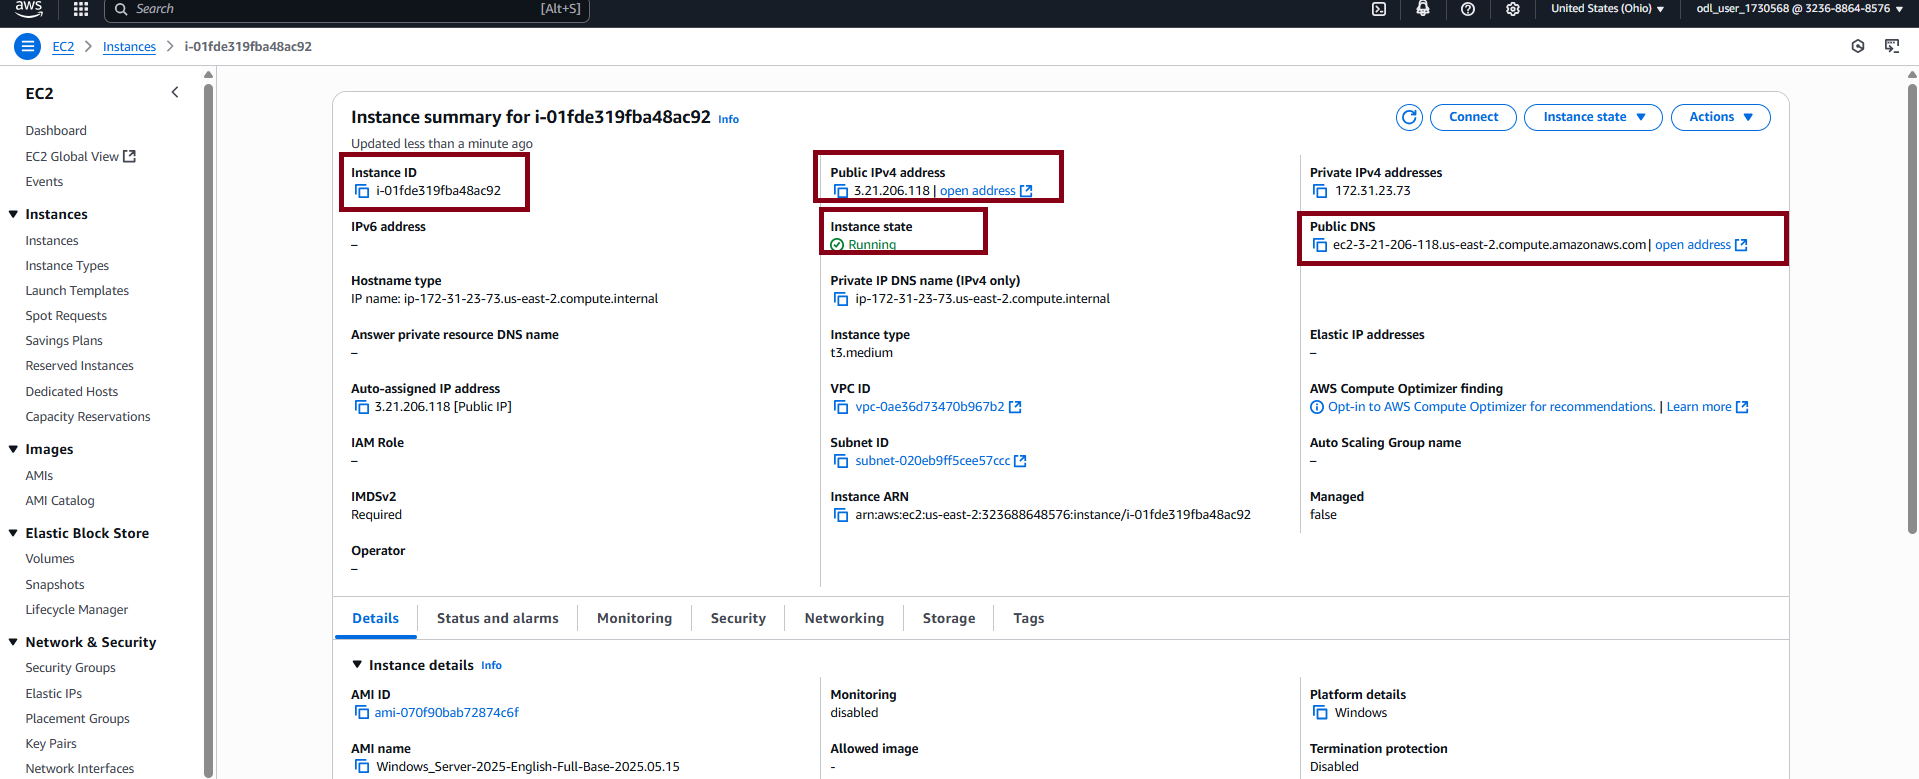 aws
Search
[Alt+S]
United States (Ohio)
odl_user_1730568 @ 3236-8864-8576
EC2
Instances
i-01fde319fba48ac92
EC2
Dashboard
EC2 Global View
Events
Instances
Instances
Instance Types
Launch Templates
Spot Requests
Savings Plans
Reserved Instances
Dedicated Hosts
Capacity Reservations
Images
AMIs
AMI Catalog
Elastic Block Store
Volumes
Snapshots
Lifecycle Manager
Network & Security
Security Groups
Elastic IPs
Placement Groups
Key Pairs
Network Interfaces
Instance summary for i-01fde319fba48ac92 Info
Updated less than a minute ago
Connect
Instance state
Actions
Instance ID
i-01fde319fba48ac92
Public IPv4 address
3.21.206.118 | open address
Private IPv4 addresses
172.31.23.73
IPv6 address
–
Instance state
Running
Public DNS
ec2-3-21-206-118.us-east-2.compute.amazonaws.com | open address
Hostname type
IP name: ip-172-31-23-73.us-east-2.compute.internal
Private IP DNS name (IPv4 only)
ip-172-31-23-73.us-east-2.compute.internal
Answer private resource DNS name
–
Instance type
t3.medium
Elastic IP addresses
–
Auto-assigned IP address
3.21.206.118 [Public IP]
VPC ID
vpc-0ae36d73470b967b2
AWS Compute Optimizer finding
Opt-in to AWS Compute Optimizer for recommendations. | Learn more
IAM Role
–
Subnet ID
subnet-020eb9ff5cee57ccc
Auto Scaling Group name
–
IMDSv2
Required
Instance ARN
arn:aws:ec2:us-east-2:323688648576:instance/i-01fde319fba48ac92
Managed
false
Operator
–
Details
Status and alarms
Monitoring
Security
Networking
Storage
Tags
Instance details Info
AMI ID
ami-070f90bab72874c6f
Monitoring
disabled
Platform details
Windows
AMI name
Windows_Server-2025-English-Full-Base-2025.05.15
Allowed image
-
Termination protection
Disabled